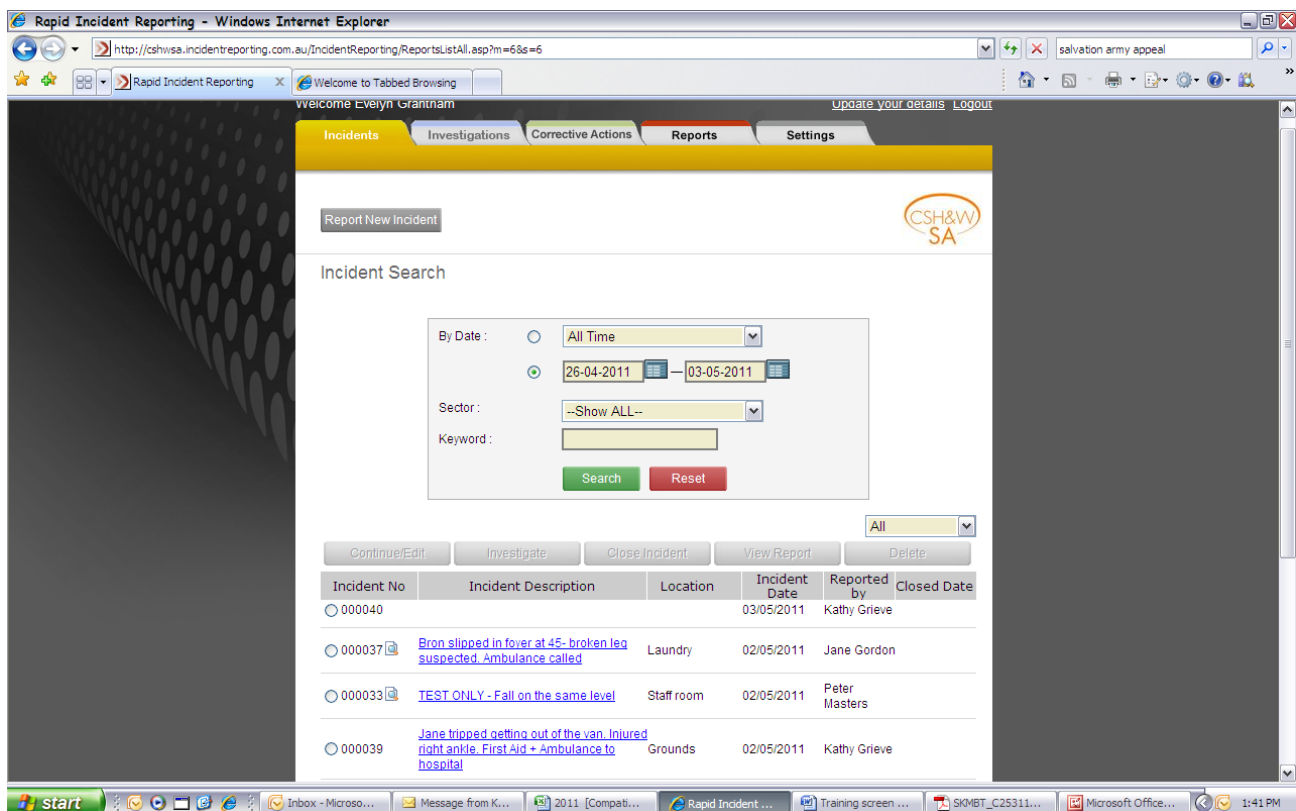 Rapid Incident Reporting - Windows Internet Explorer
http://cshwsa.incidentreporting.com.au/IncidentReporting/ReportsListAll.asp?m=6&s=6
salvation army appeal
Rapid Incident Reporting X
Welcome to Tabbed Browsing
»
Welcome Evelyn Grantham
Update your details Logout
Incidents Investigations Corrective Actions Reports Settings
Report New Incident
CSH&W
SA
Incident Search
By Date : All Time
26-04-2011 — 03-05-2011
Sector : --Show ALL--
Keyword :
Search Reset
All
Continue/Edit Investigate Close Incident View Report Delete
Incident No Incident Description Location Incident Date Reported by Closed Date
000040 03/05/2011 Kathy Grieve
000037 Bron slipped in foyer at 45- broken leg
suspected. Ambulance called Laundry 02/05/2011 Jane Gordon
000033 TEST ONLY - Fall on the same level Staff room 02/05/2011 Peter
Masters
Jane tripped getting out of the van. Injured
000039 right ankle. First Aid + Ambulance to Grounds 02/05/2011 Kathy Grieve
hospital
start Inbox - Microso... Message from K... 2011 [Compati... Rapid Incident ... Training screen ... SKMBT_C25311... Microsoft Office... 1:41 PM